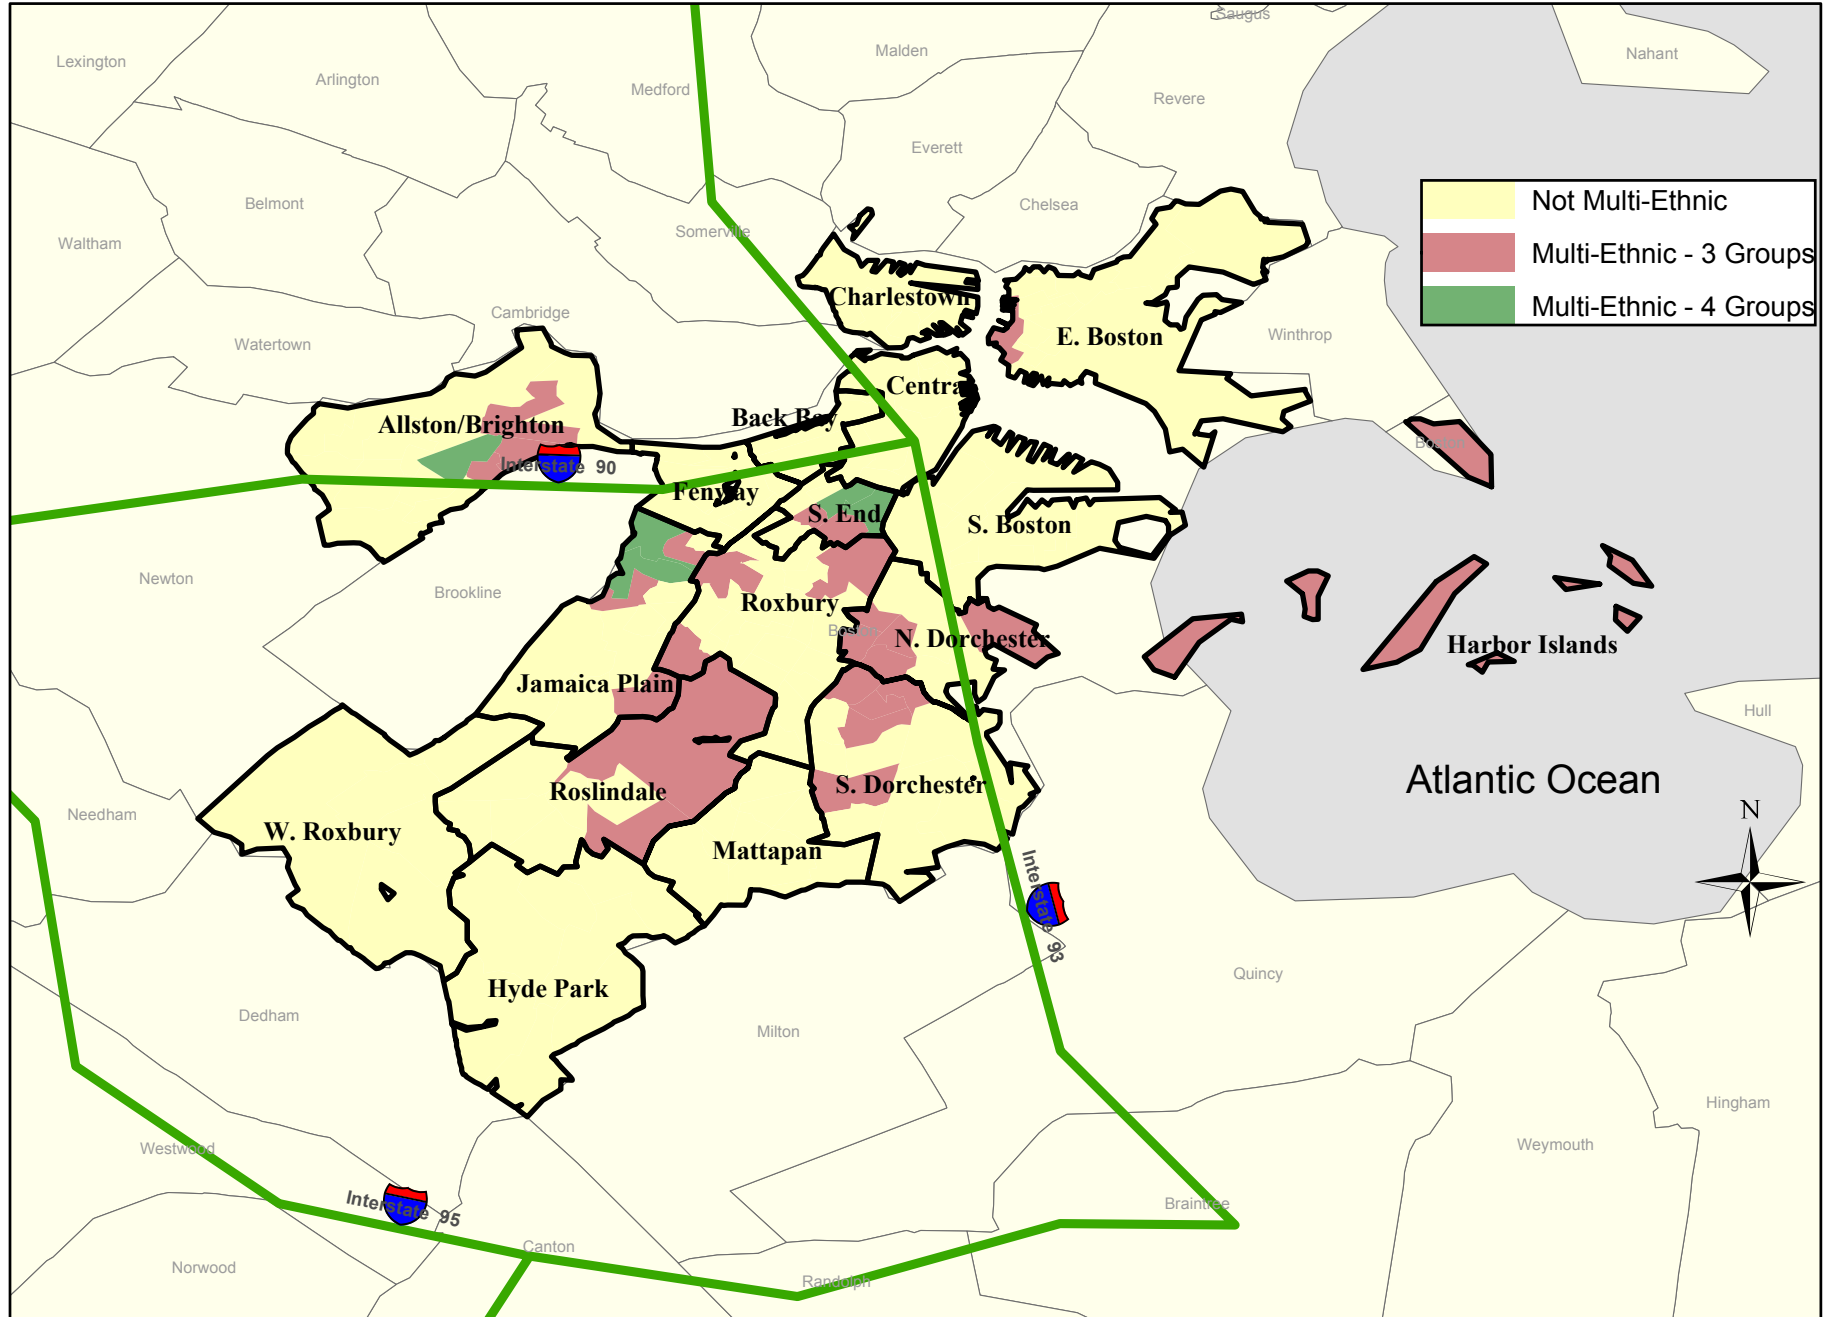 Saugus
Nahant
Lexington
Malden
Arlington
Medford
Revere
Everett
Belmont
Chelsea
Not Multi-Ethnic
Waltham
Somerville
Multi-Ethnic - 3 Groups
Multi-Ethnic - 4 Groups
Charlestown
Cambridge
Watertown
E. Boston
Winthrop
Central
Back Bay
Allston/Brighton
Boston
Interstate 90
Fenway
S. End
S. Boston
Newton
Brookline
Roxbury
Boston
N. Dorchester
Harbor Islands
Jamaica Plain
Hull
Atlantic Ocean
Roslindale
S. Dorchester
Needham
N
W. Roxbury
Mattapan
Interstate 93
Quincy
Hyde Park
Dedham
Milton
Hingham
Westwood
Weymouth
Interstate 95
Braintree
Canton
Norwood
Randolph